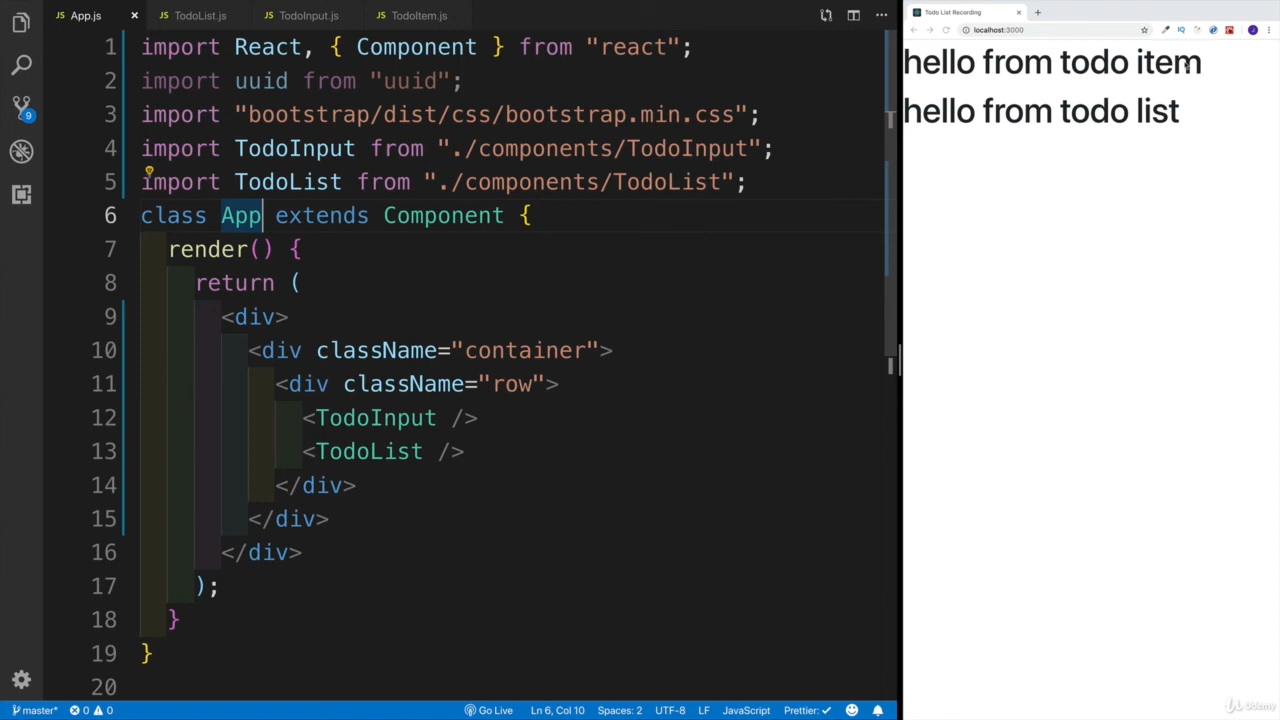 App.js
TodoList.js
TodoInput.js
TodoItem.js
1 import React, { Component } from "react";
2 import uuid from "uuid";
3 import "bootstrap/dist/css/bootstrap.min.css";
4 import TodoInput from "./components/TodoInput";
5 import TodoList from "./components/TodoList";
6 class App extends Component {
7 render() {
8 return (
9 <div>
10 <div className="container">
11 <div className="row">
12 <TodoInput />
13 <TodoList />
14 </div>
15 </div>
16 </div>
17 );
18 }
19 }
20
9
master* 0 0 Go Live Ln 6, Col 10 Spaces: 2 UTF-8 LF JavaScript Prettier: ✓
Todo List Recording
localhost:3000
IQ
J
hello from todo item
hello from todo list
Udemy